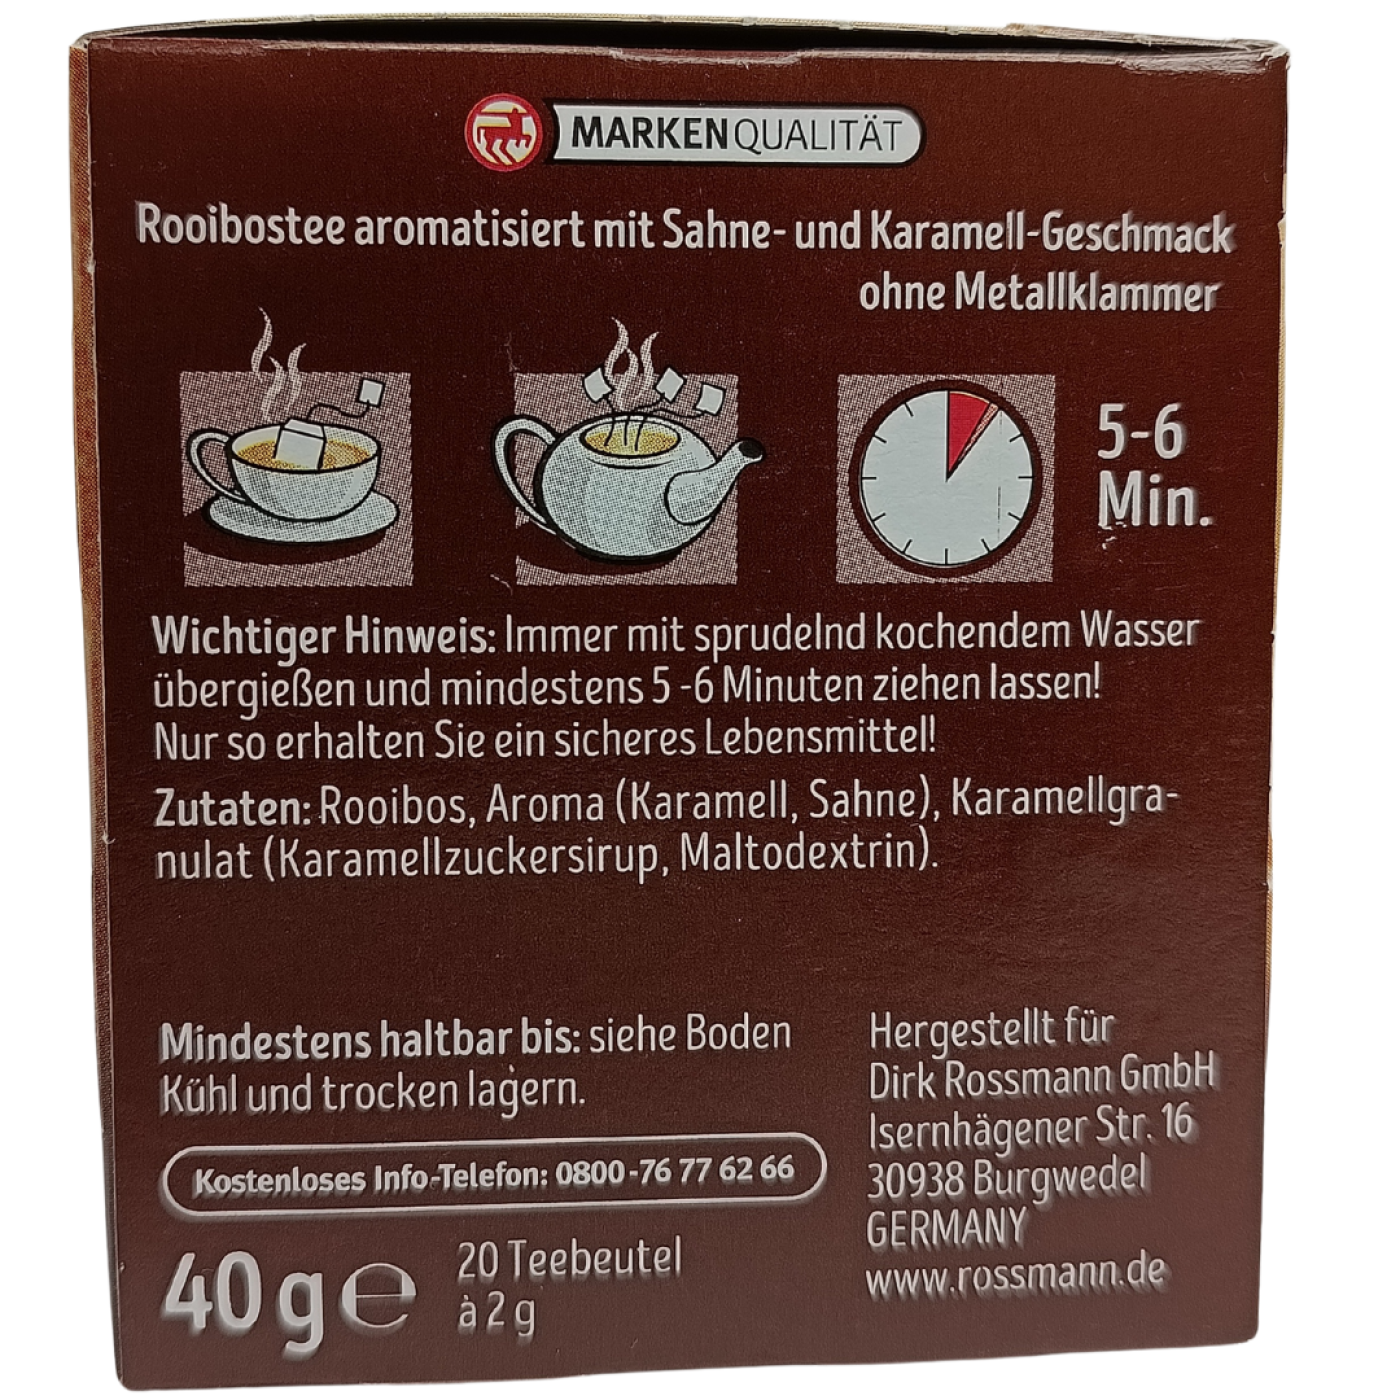 MARKENQUALITÄT
Rooibostee aromatisiert mit Sahne- und Karamell-Geschmack
ohne Metallklammer
5-6
Min.
Wichtiger Hinweis: Immer mit sprudelnd kochendem Wasser
übergießen und mindestens 5-6 Minuten ziehen lassen!
Nur so erhalten Sie ein sicheres Lebensmittel!
Zutaten: Rooibos, Aroma (Karamell, Sahne), Karamellgra-
nulat (Karamellzuckersirup, Maltodextrin).
Mindestens haltbar bis: siehe Boden
Kühl und trocken lagern.
Kostenloses Info-Telefon: 0800-76 77 62 66
40 g e
20 Teebeutel
à 2 g
Hergestellt für
Dirk Rossmann GmbH
Isernhägener Str. 16
30938 Burgwedel
GERMANY
www.rossmann.de